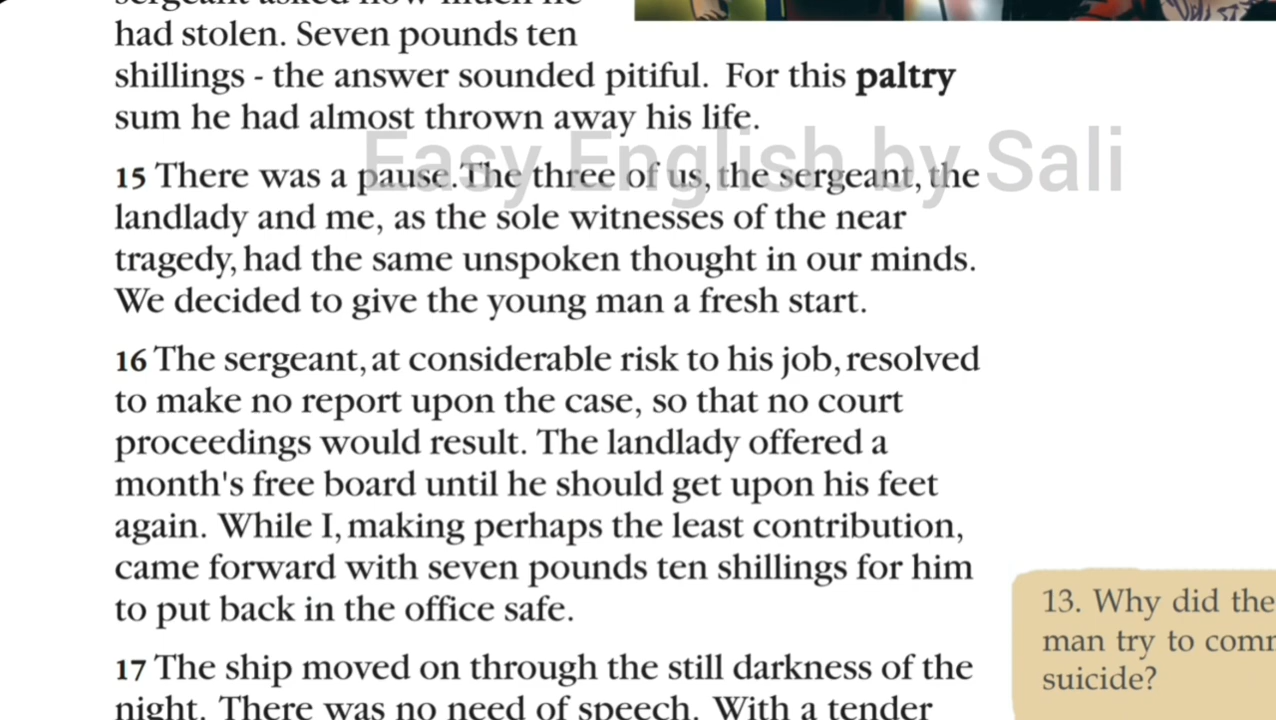 had stolen. Seven pounds ten
shillings - the answer sounded pitiful. For this paltry
sum he had almost thrown away his life.
Easy English by Sali
15 There was a pause.The three of us, the sergeant, the
landlady and me, as the sole witnesses of the near
tragedy, had the same unspoken thought in our minds.
We decided to give the young man a fresh start.
16 The sergeant, at considerable risk to his job, resolved
to make no report upon the case, so that no court
proceedings would result. The landlady offered a
month's free board until he should get upon his feet
again. While I, making perhaps the least contribution,
came forward with seven pounds ten shillings for him
to put back in the office safe.
13. Why did the
man try to
suicide?
17 The ship moved on through the still darkness of the
night. There was no need of speech. With a tender